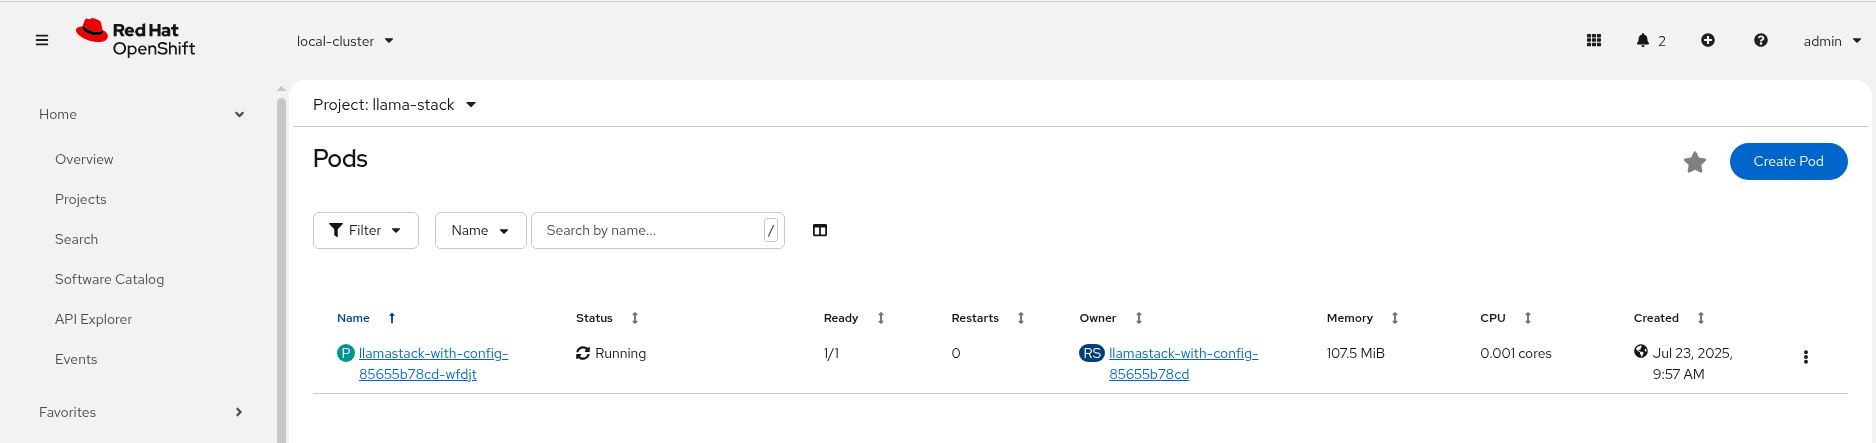 Red Hat
OpenShift
local-cluster
2
admin
Home
Overview
Projects
Search
Software Catalog
API Explorer
Events
Favorites
Project: llama-stack
Pods
Create Pod
Filter
Name
Search by name...
/
Name Status Ready Restarts Owner Memory CPU Created
P llamastack-with-config- Running 1/1 0 RS llamastack-with-config- 107.5 MiB 0.001 cores Jul 23, 2025,
85655b78cd-wfdjt 85655b78cd 9:57 AM